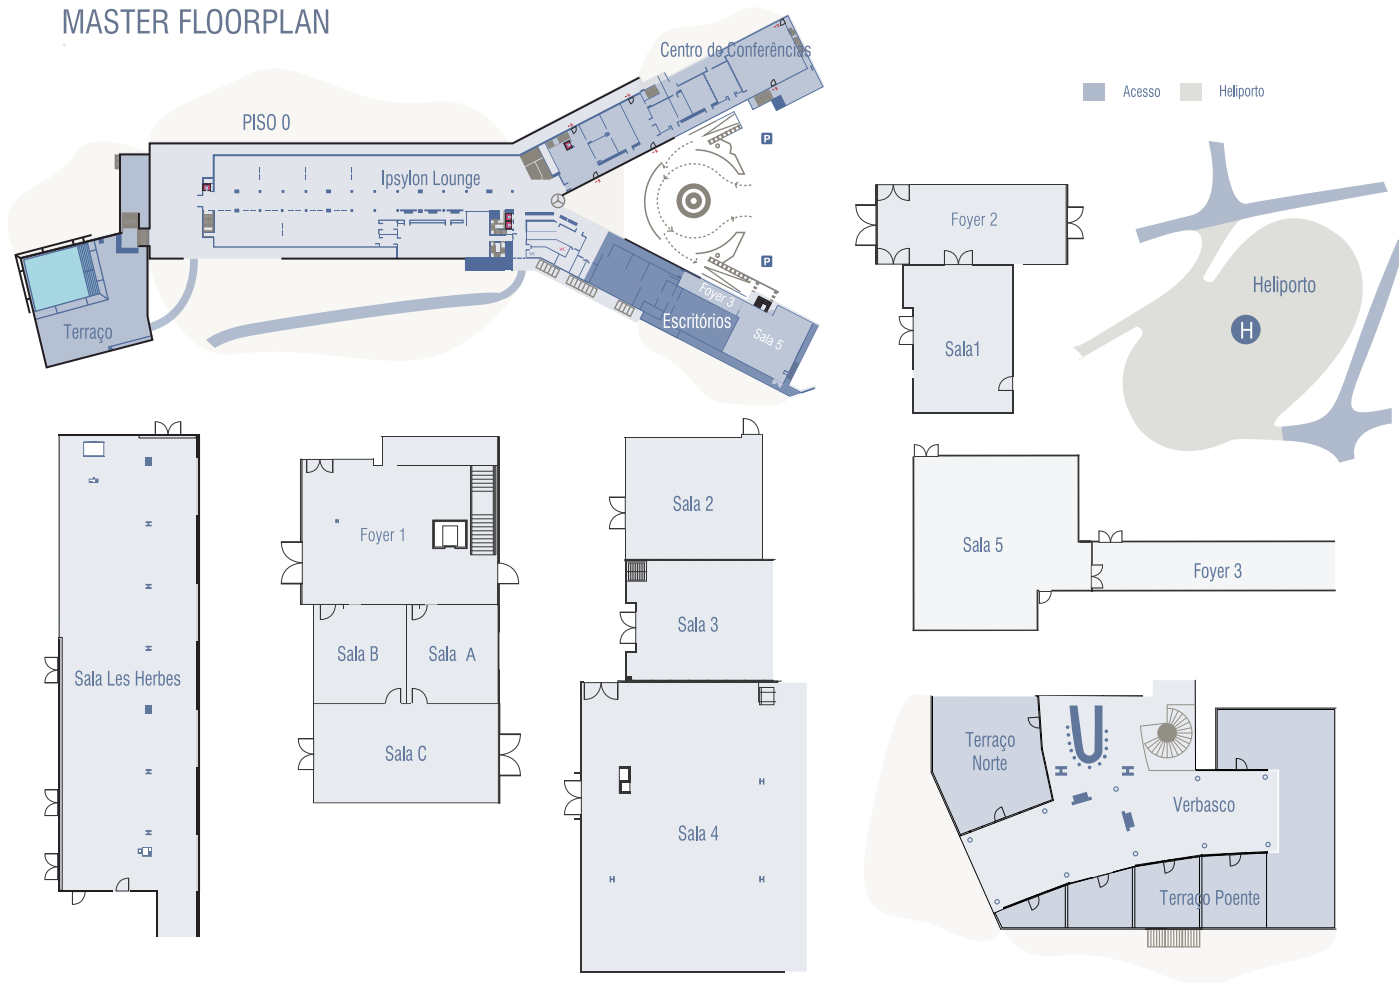 MASTER FLOORPLAN
Centro de Conferências
PISO 0
Ipsylon Lounge
P
P
Terraço
Foyer 3
Escritórios
Sala 5
Acesso
Heliporto
Foyer 2
Sala1
Heliporto
H
Sala Les Herbes
Foyer 1
Sala B
Sala A
Sala C
Sala 2
Sala 3
Sala 4
Sala 5
Foyer 3
Terraço
Norte
Verbasco
Terraço Poente